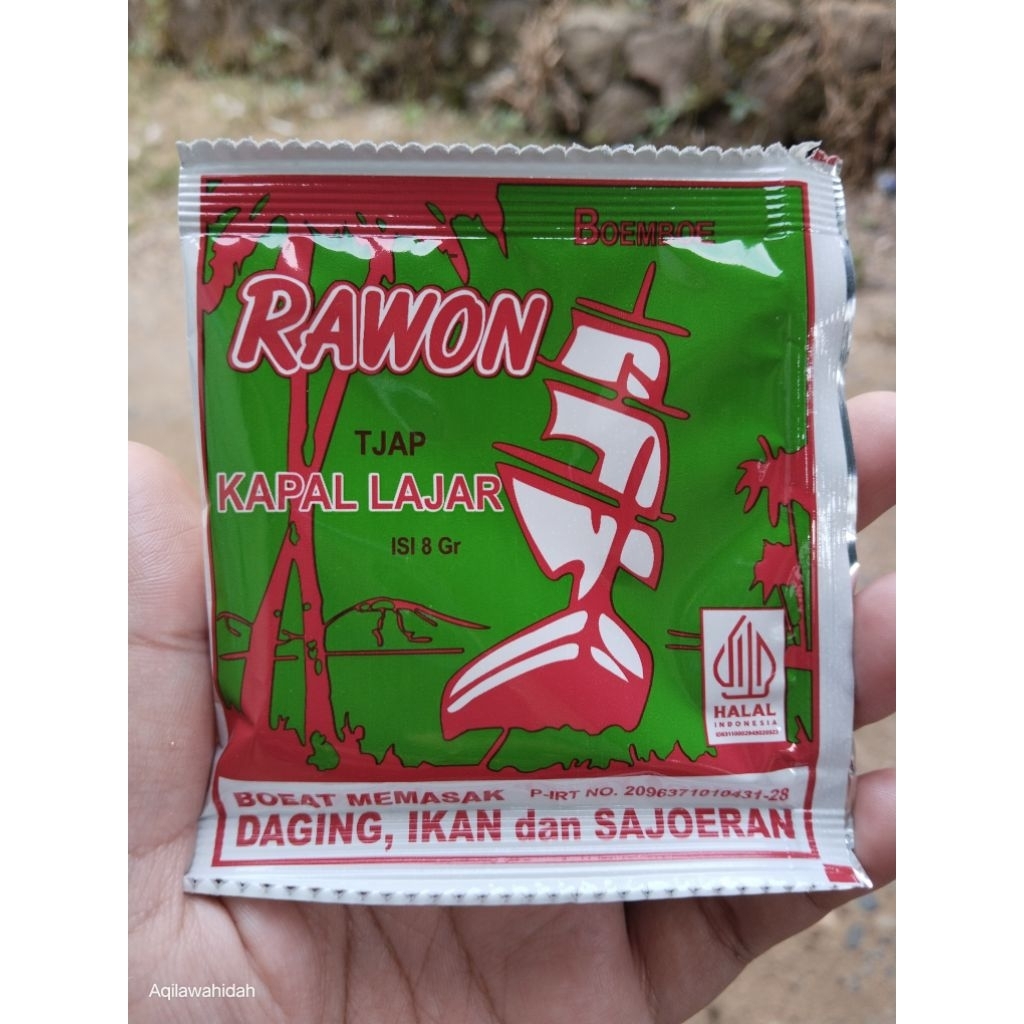 BOEMBOE
RAWON
TJAP
KAPAL LAJAR
ISI 8 Gr
HALAL
INDONESIA
BOEAT MEMASAK P-IRT NO. 2096371010431-28
DAGING, IKAN dan SAJOERAN
Aqilawahidah